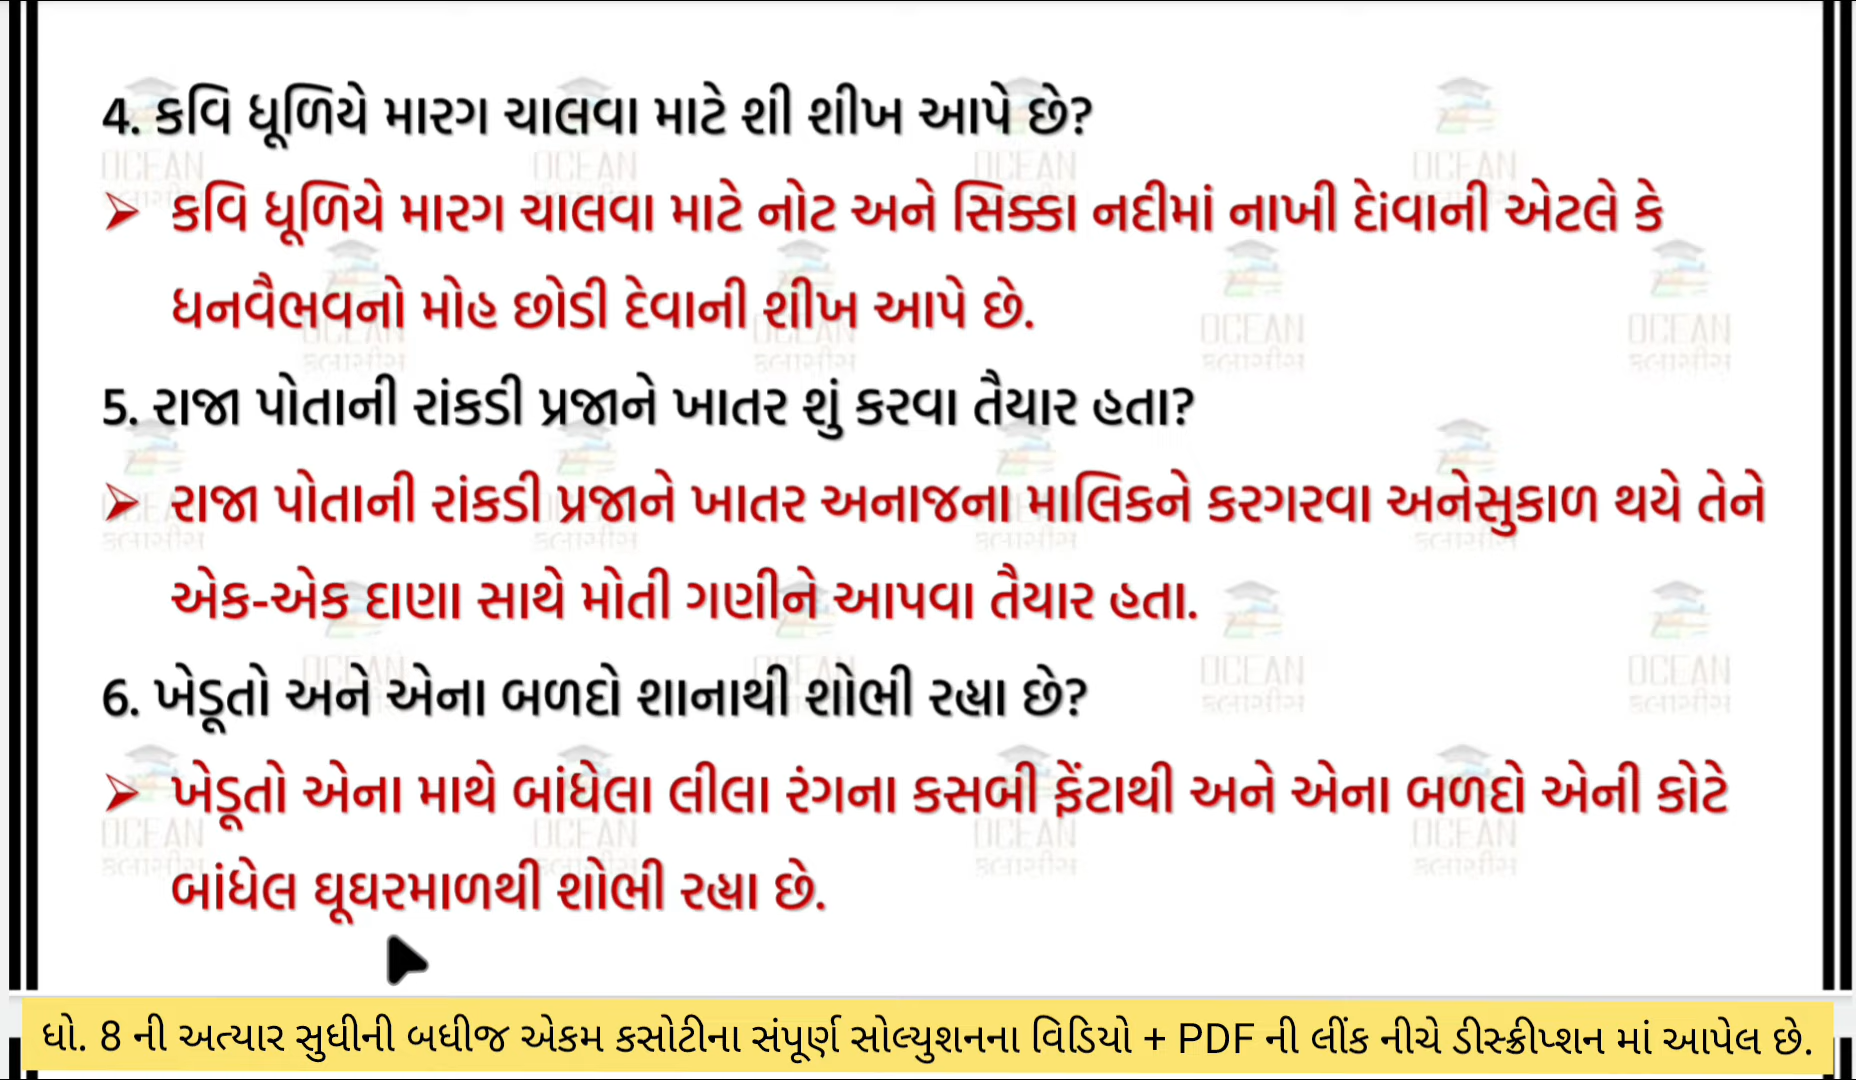 4. કવિ ધૂળિયે મારગ ચાલવા માટે શી શીખ આપે છે?
➢ કવિ ધૂળિયે મારગ ચાલવા માટે નોટ અને સિક્કા નદીમાં નાખી દેાંવાની એટલે કે
ધનવૈભવનો મોહ છોડી દેવાની શીખ આપે છે.
5. રાજા પોતાની રાંકડી પ્રજાને ખાતર શું કરવા તૈયાર હતા?
➢ રાજા પોતાની રાંકડી પ્રજાને ખાતર અનાજના માલિકને કરગરવા અનેસુકાળ થયે તેને
એક-એક દાણા સાથે મોતી ગણીને આપવા તૈયાર હતા.
6. ખેડૂતો અને એના બળદો શાનાથી શોભી રહ્યા છે?
➢ ખેડૂતો એના માથે બાંધેલા લીલા રંગના કસબી ફેંટાથી અને એના બળદો એની કોટે
બાંધેલ ઘૂઘરમાળથી શોભી રહ્યા છે.
ધો. 8 ની અત્યાર સુધીની બધીજ એકમ કસોટીના સંપૂર્ણ સોલ્યુશનના વિડિયો + PDF ની લીંક નીચે ડીસ્ક્રીપ્શન માં આપેલ છે.